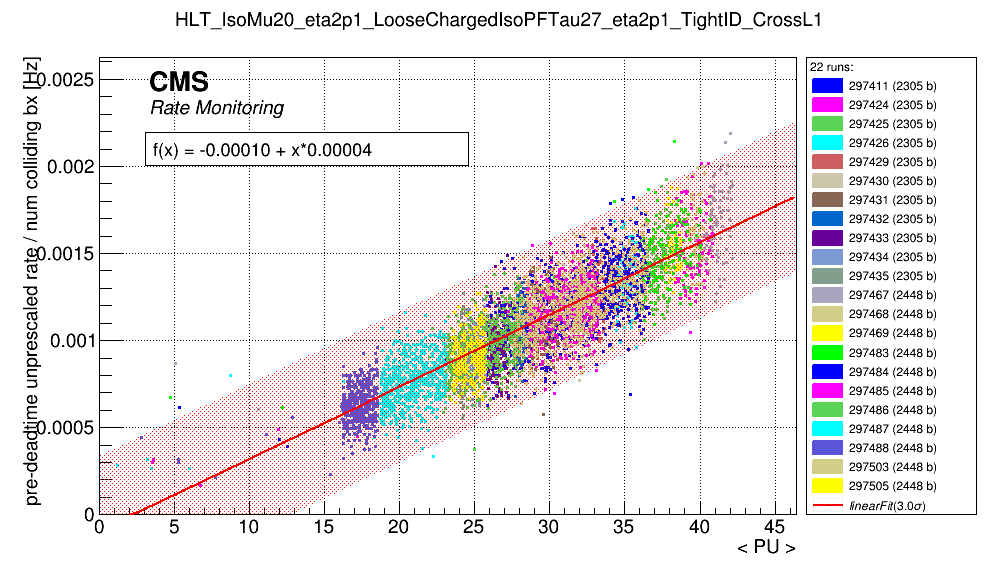 HLT_IsoMu20_eta2p1_LooseChargedIsoPFTau27_eta2p1_TightID_CrossL1
pre-deadtime unprescaled rate / num colliding bx [Hz]
0.0025
0.002
0.0015
0.001
0.0005
0
CMS
Rate Monitoring
f(x) = -0.00010 + x*0.00004
0 5 10 15 20 25 30 35 40 45
< PU >
22 runs:
297411 (2305 b)
297424 (2305 b)
297425 (2305 b)
297426 (2305 b)
297429 (2305 b)
297430 (2305 b)
297431 (2305 b)
297432 (2305 b)
297433 (2305 b)
297434 (2305 b)
297435 (2305 b)
297467 (2448 b)
297468 (2448 b)
297469 (2448 b)
297483 (2448 b)
297484 (2448 b)
297485 (2448 b)
297486 (2448 b)
297487 (2448 b)
297488 (2448 b)
297503 (2448 b)
297505 (2448 b)
linearFit(3.0σ)